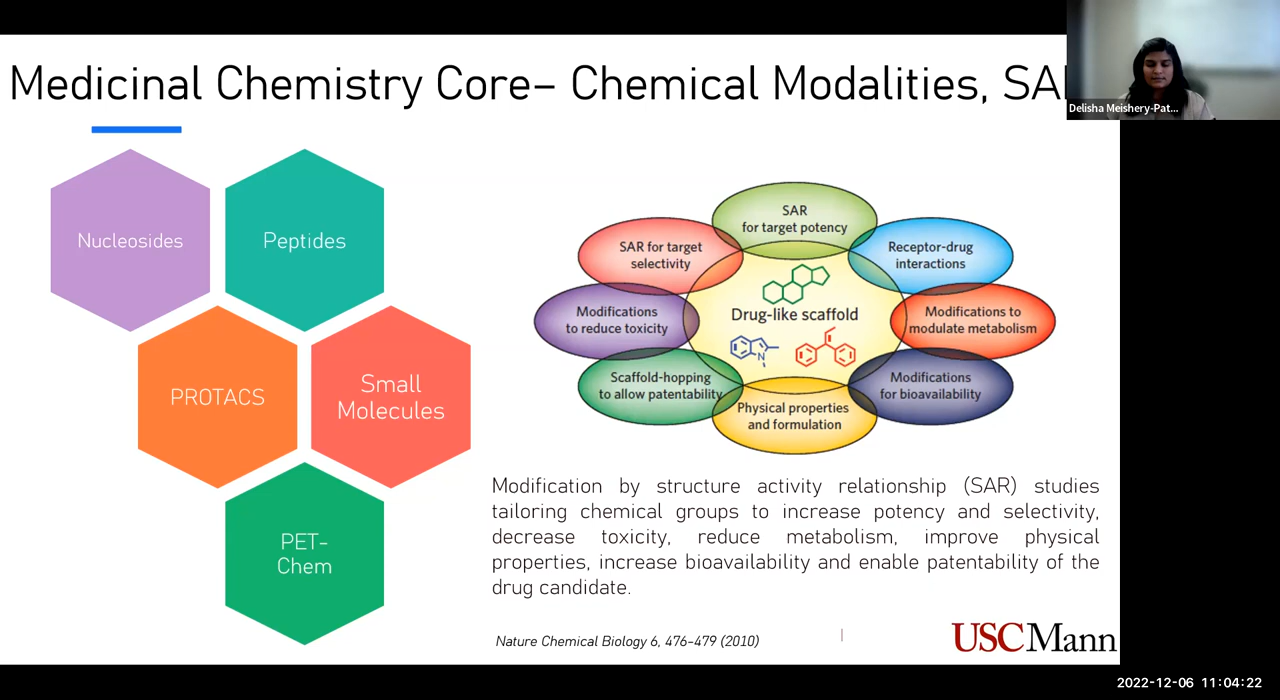 Medicinal Chemistry Core– Chemical Modalities, SA
Delisha Meishery-Pat...
Nucleosides
Peptides
PROTACS
Small
Molecules
PET-
Chem
SAR
for target potency
SAR for target
selectivity
Receptor-drug
interactions
Modifications
to reduce toxicity
Drug-like scaffold
Modifications to
modulate metabolism
Scaffold-hopping
to allow patentability
Modifications
for bioavailability
Physical properties
and formulation
N
Modification by structure activity relationship (SAR) studies
tailoring chemical groups to increase potency and selectivity,
decrease toxicity, reduce metabolism, improve physical
properties, increase bioavailability and enable patentability of the
drug candidate.
Nature Chemical Biology 6, 476–479 (2010)
USC Mann
2022-12-06 11:04:22